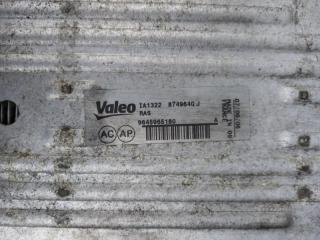 Valeo IA1322 874964G J
RAS
9645965180 A
AC AP